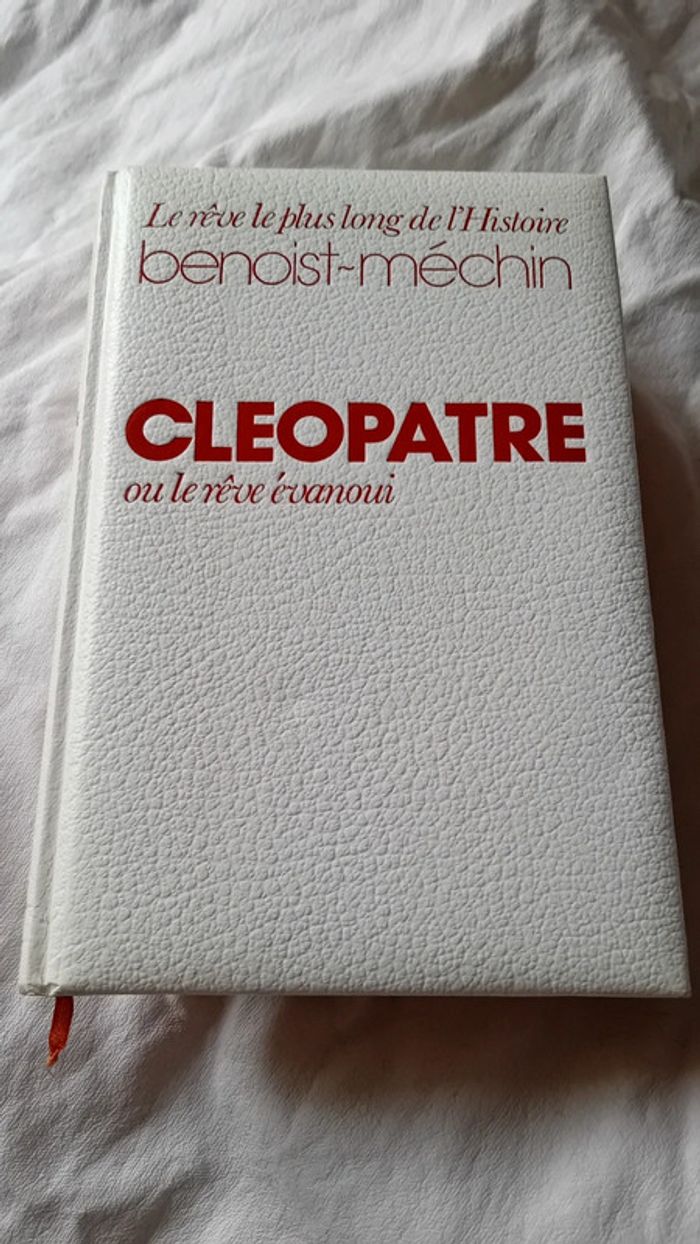 Le rêve le plus long de l'Histoire
benoist~méchin
CLEOPATRE
ou le rêve évanoui